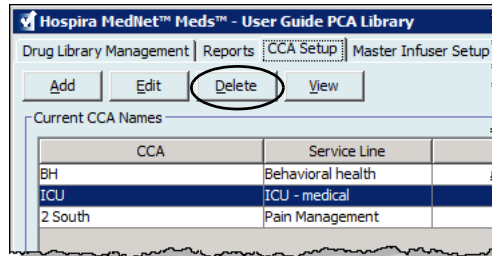 Hospira MedNet™ Meds™ - User Guide PCA Library
Drug Library Management Reports CCA Setup Master Infuser Setup
Add Edit Delete View
Current CCA Names
CCA Service Line
BH Behavioral health
ICU ICU - medical
2 South Pain Management